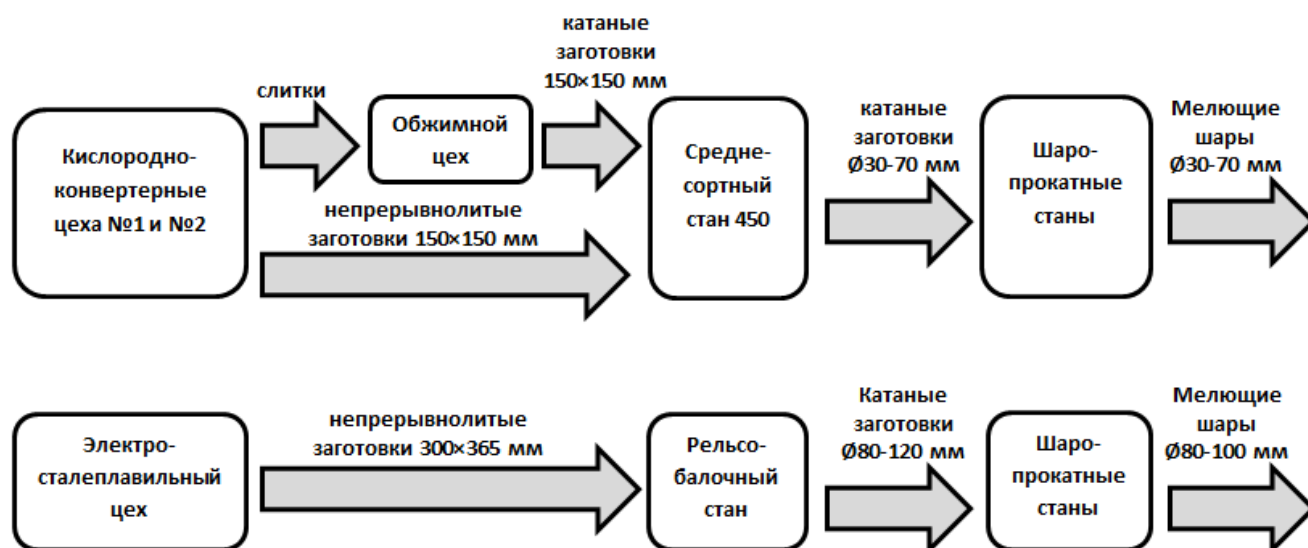 слитки
катаные
заготовки
150×150 мм
Кислородно-
конвертерные
цеха №1 и №2
Обжимной
цех
непрерывнолитые
заготовки 150×150 мм
Средне-
сортный
стан 450
катаные
заготовки
Ø30-70 мм
Шаро-
прокатные
станы
Мелющие
шары
Ø30-70 мм
Электро-
сталеплавильный
цех
непрерывнолитые
заготовки 300×365 мм
Рельсо-
балочный
стан
Катаные
заготовки
Ø80-120 мм
Шаро-
прокатные
станы
Мелющие
шары
Ø80-100 мм